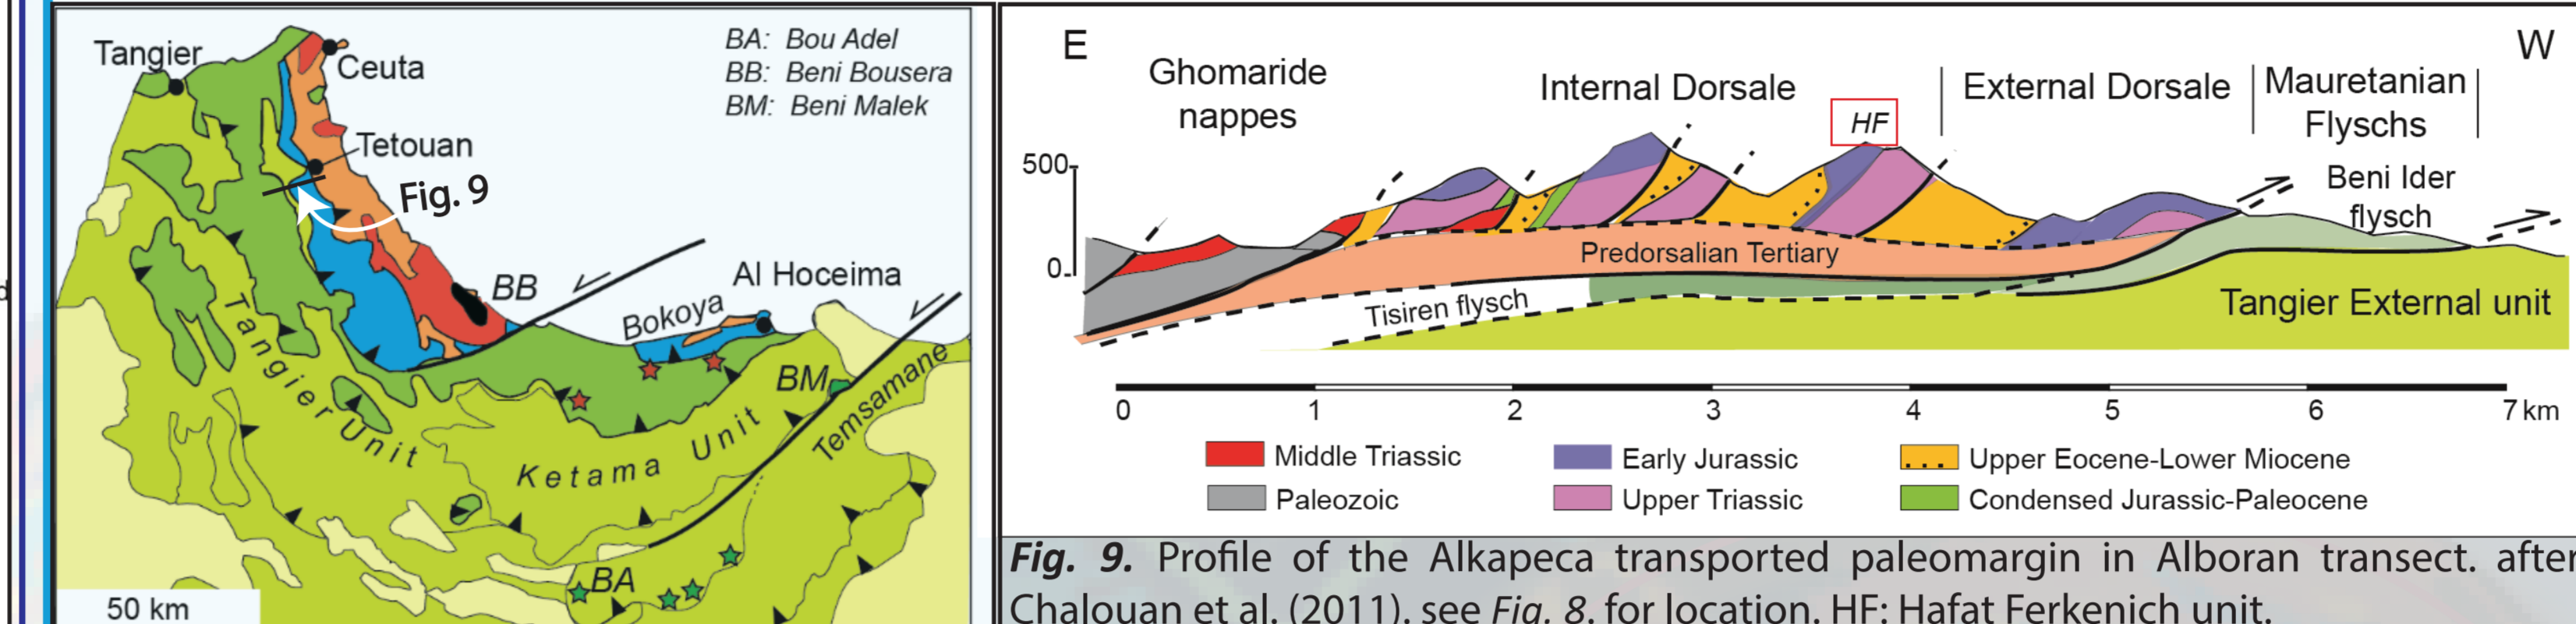 Tangier
Ceuta
BA: Bou Adel
BB: Beni Bousera
BM: Beni Malek
Tetouan
Fig. 9
BB
Al Hoceima
Bokoya
Tangier Unit
BM
Temsamane
Ketama Unit
BA
50 km
E
W
Ghomaride
nappes
Internal Dorsale
HF
External Dorsale
Mauretanian
Flyschs
500
0
Beni Ider
flysch
Predorsalian Tertiary
Tisiren flysch
Tangier External unit
0 1 2 3 4 5 6 7 km
Middle Triassic
Early Jurassic
Upper Eocene-Lower Miocene
Paleozoic
Upper Triassic
Condensed Jurassic-Paleocene
Fig. 9. Profile of the Alkapeca transported paleomargin in Alboran transect. after
Chalouan et al. (2011). see Fig. 8. for location. HF: Hafat Ferkenich unit.